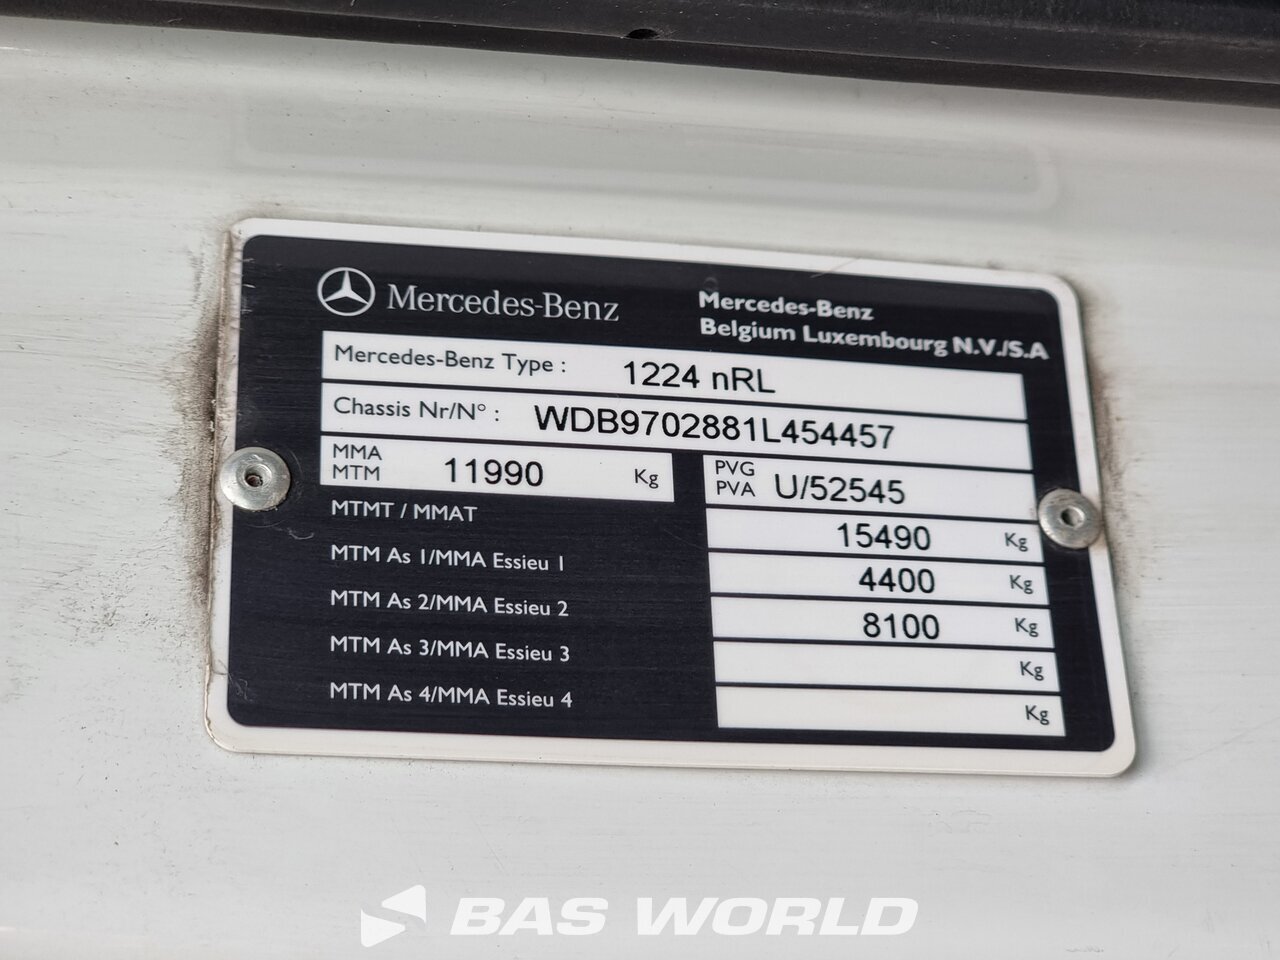 Mercedes-Benz
Mercedes-Benz
Belgium Luxembourg N.V./S.A
Mercedes-Benz Type : 1224 nRL
Chassis Nr/N° : WDB9702881L454457
MMA
MTM 11990 Kg
PVG
PVA U/52545
MTMT / MMAT 15490 Kg
MTM As 1/MMA Essieu 1 4400 Kg
MTM As 2/MMA Essieu 2 8100 Kg
MTM As 3/MMA Essieu 3 Kg
MTM As 4/MMA Essieu 4 Kg
BAS WORLD